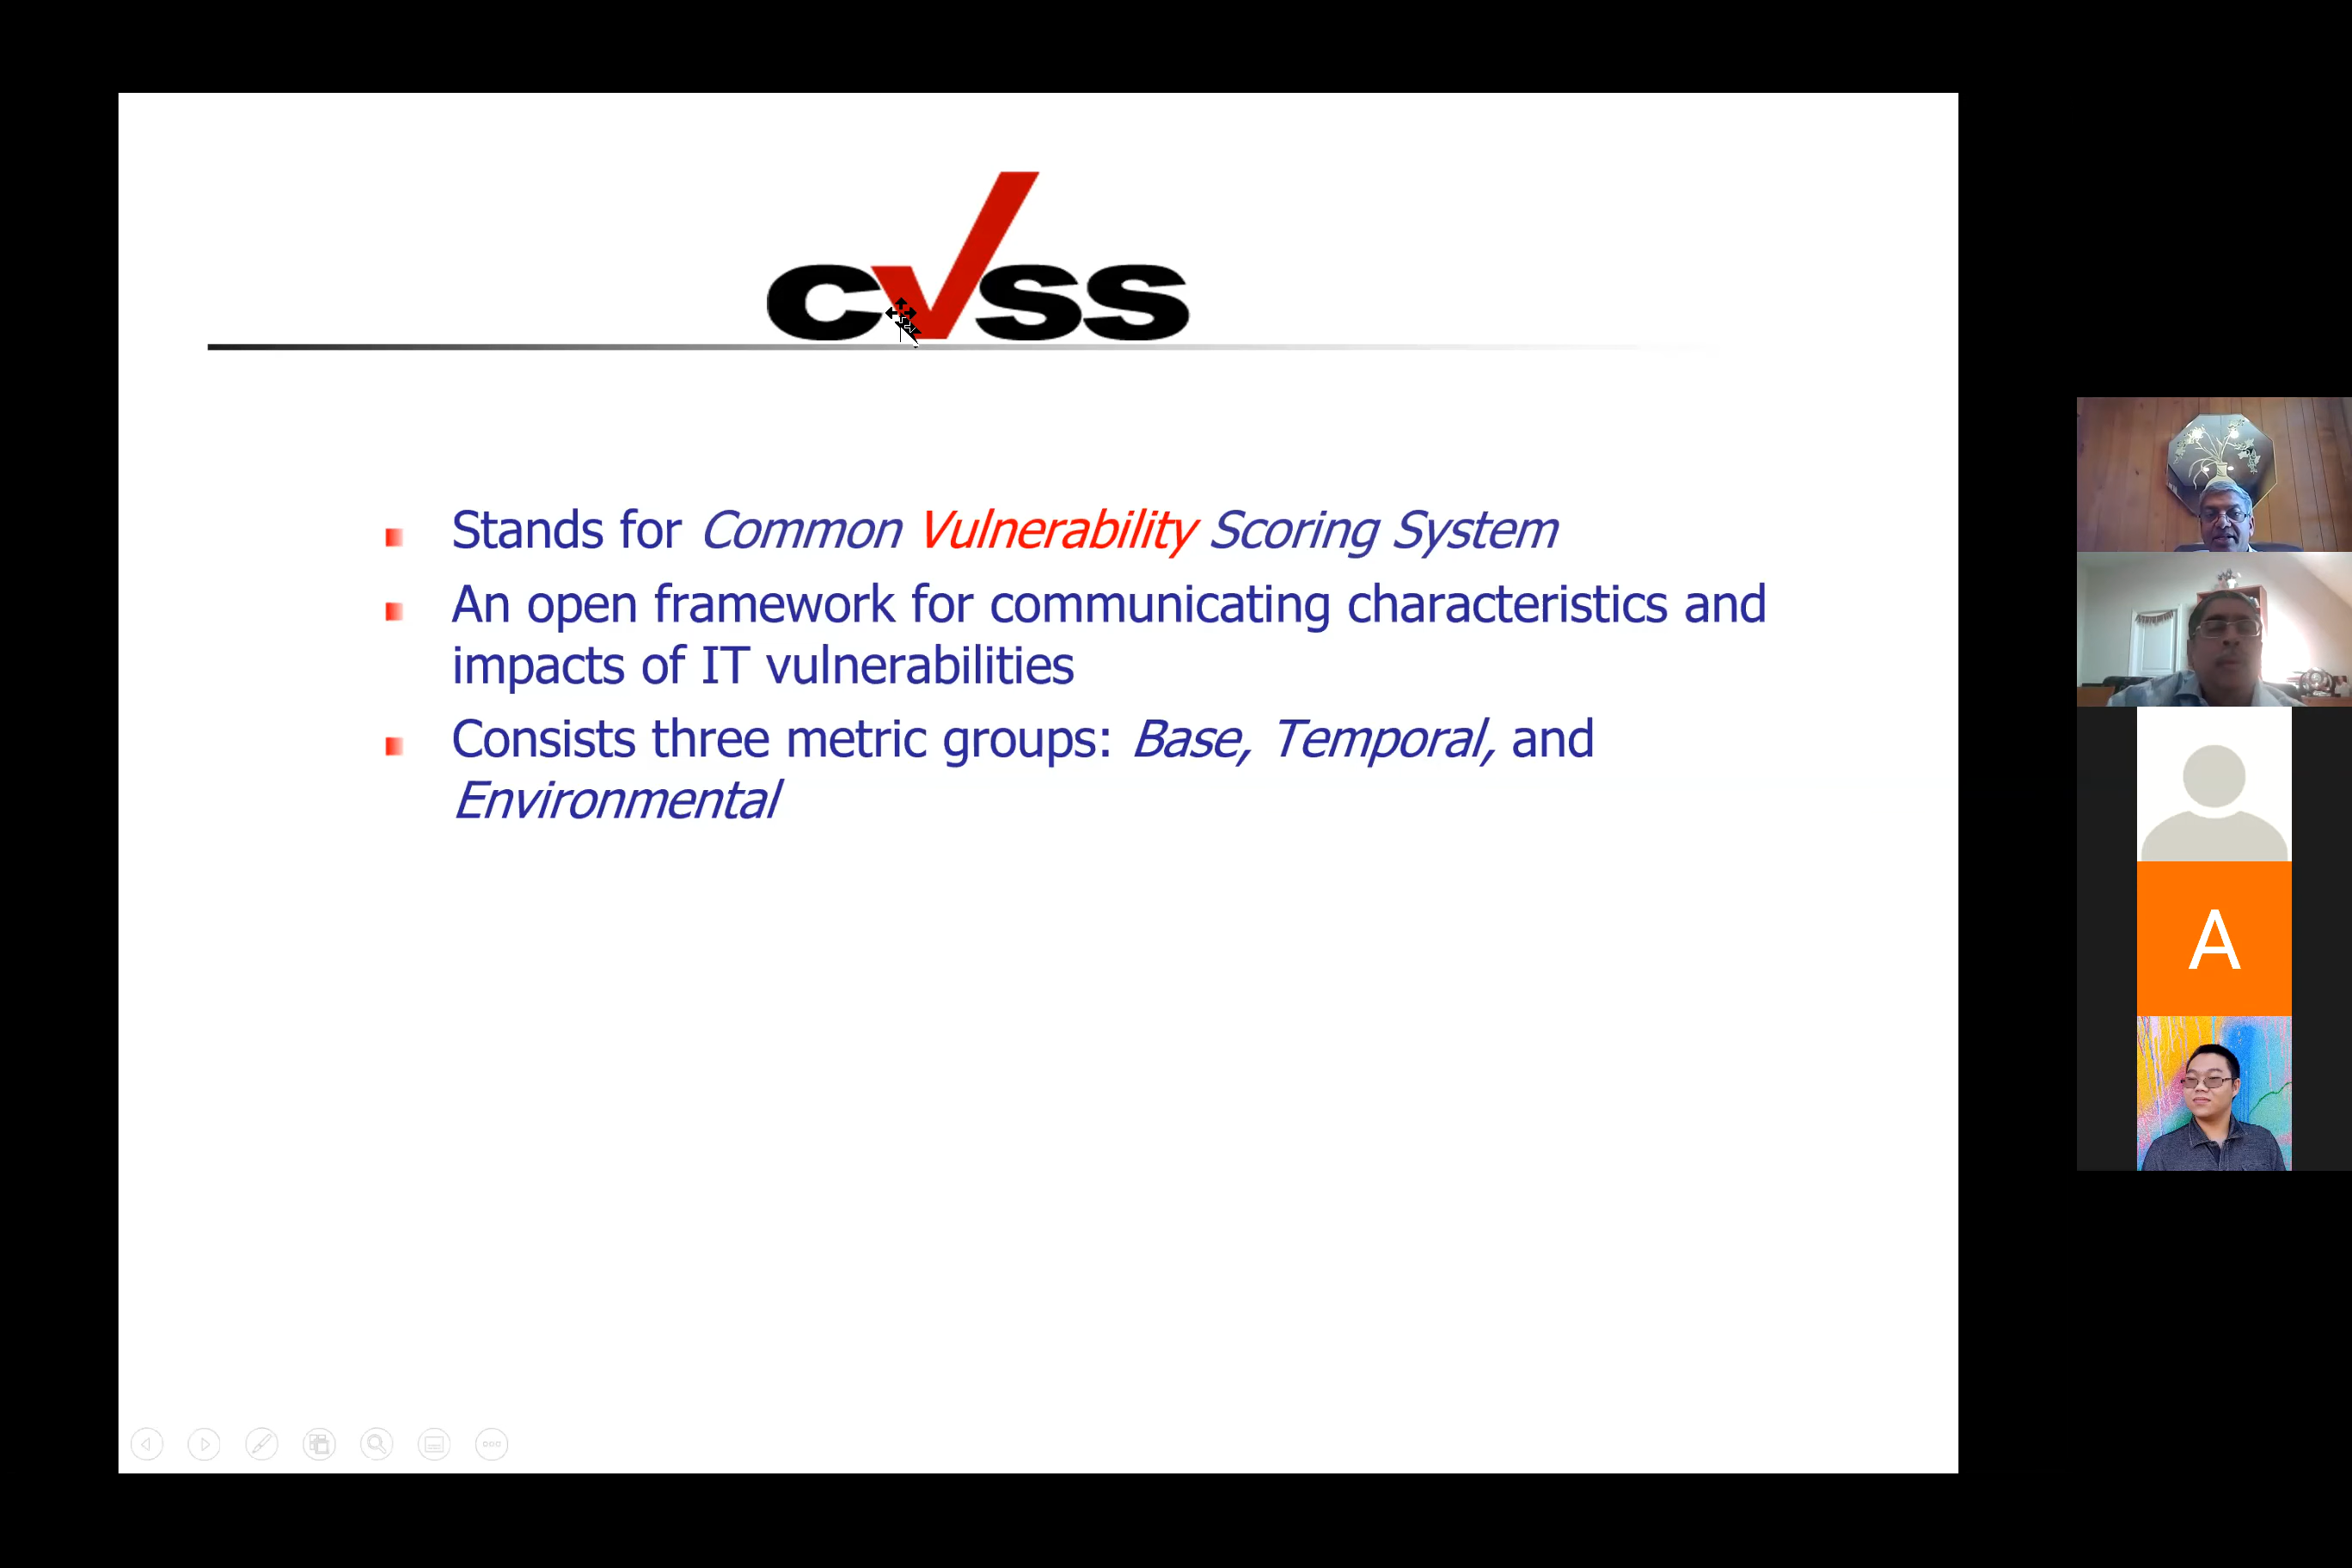 cvss
Stands for Common Vulnerability Scoring System
An open framework for communicating characteristics and
impacts of IT vulnerabilities
Consists three metric groups: Base, Temporal, and
Environmental
A